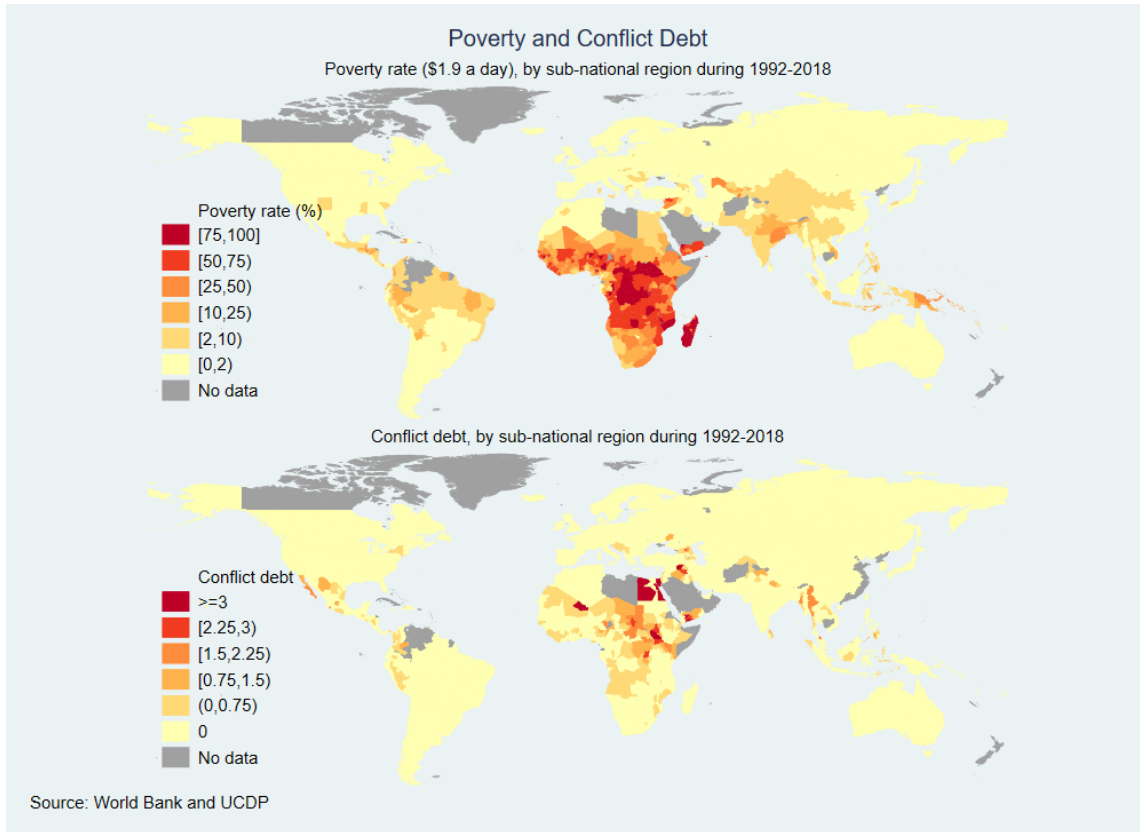 Poverty and Conflict Debt
Poverty rate ($1.9 a day), by sub-national region during 1992-2018
Poverty rate (%)
[75,100]
[50,75)
[25,50)
[10,25)
[2,10)
[0,2)
No data
Conflict debt, by sub-national region during 1992-2018
Conflict debt
>=3
[2.25,3)
[1.5,2.25)
[0.75,1.5)
(0,0.75)
0
No data
Source: World Bank and UCDP